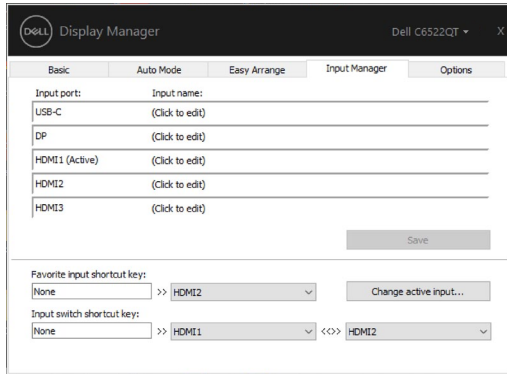 DELL Display Manager Dell C6522QT X
Basic Auto Mode Easy Arrange Input Manager Options
Input port: Input name:
USB-C (Click to edit)
DP (Click to edit)
HDMI1 (Active) (Click to edit)
HDMI2 (Click to edit)
HDMI3 (Click to edit)
Save
Favorite input shortcut key:
None >> HDMI2 Change active input...
Input switch shortcut key:
None >> HDMI1 <<>> HDMI2